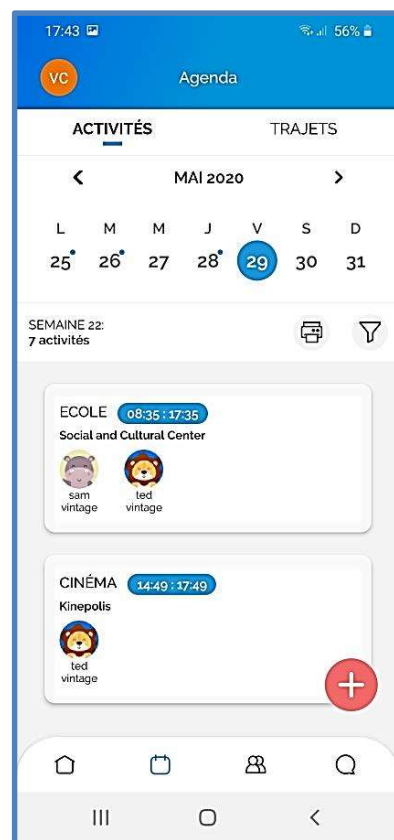 17:43 56%
VC Agenda
ACTIVITÉS TRAJETS
MAI 2020
L M M J V S D
25 26 27 28 29 30 31
SEMAINE 22:
7 activités
ECOLE 08:35 : 17:35
Social and Cultural Center
sam ted
vintage vintage
CINÉMA 14:49 : 17:49
Kinepolis
ted
vintage